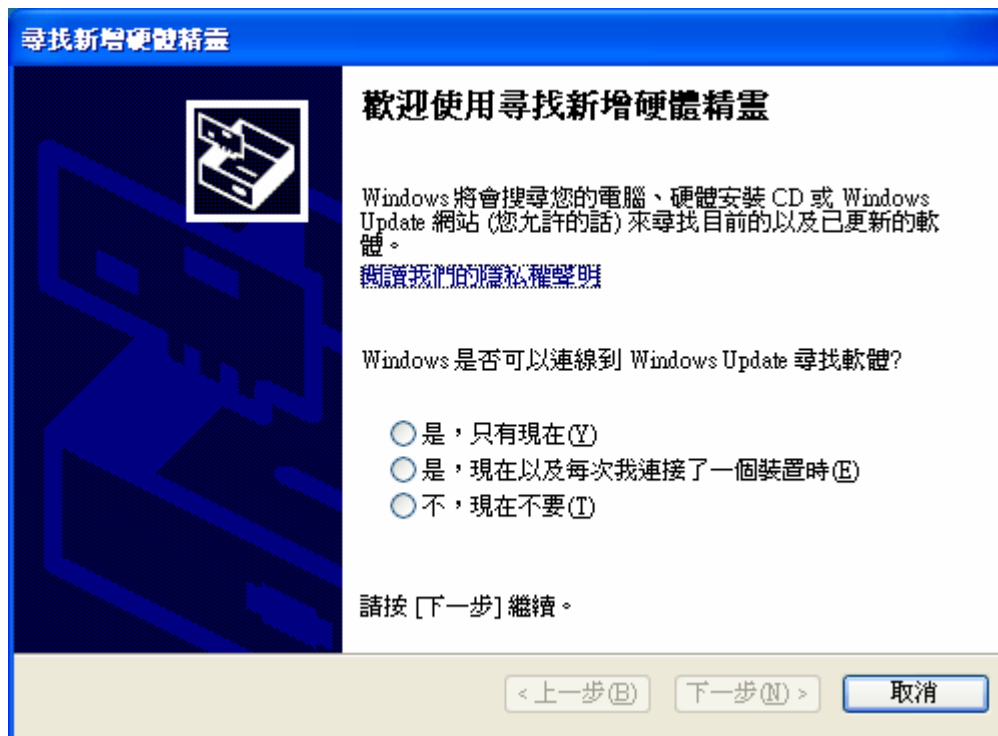 尋找新增硬體精靈
歡迎使用尋找新增硬體精靈
Windows 將會搜尋您的電腦、硬體安裝 CD 或 Windows
Update 網站 (您允許的話) 來尋找目前的以及已更新的軟
體。
閱讀我們的隱私權聲明
Windows 是否可以連線到 Windows Update 尋找軟體?
是，只有現在(Y)
是，現在以及每次我連接了一個裝置時(E)
不，現在不要(T)
請按 [下一步] 繼續。
< 上一步(B) 下一步(N) > 取消